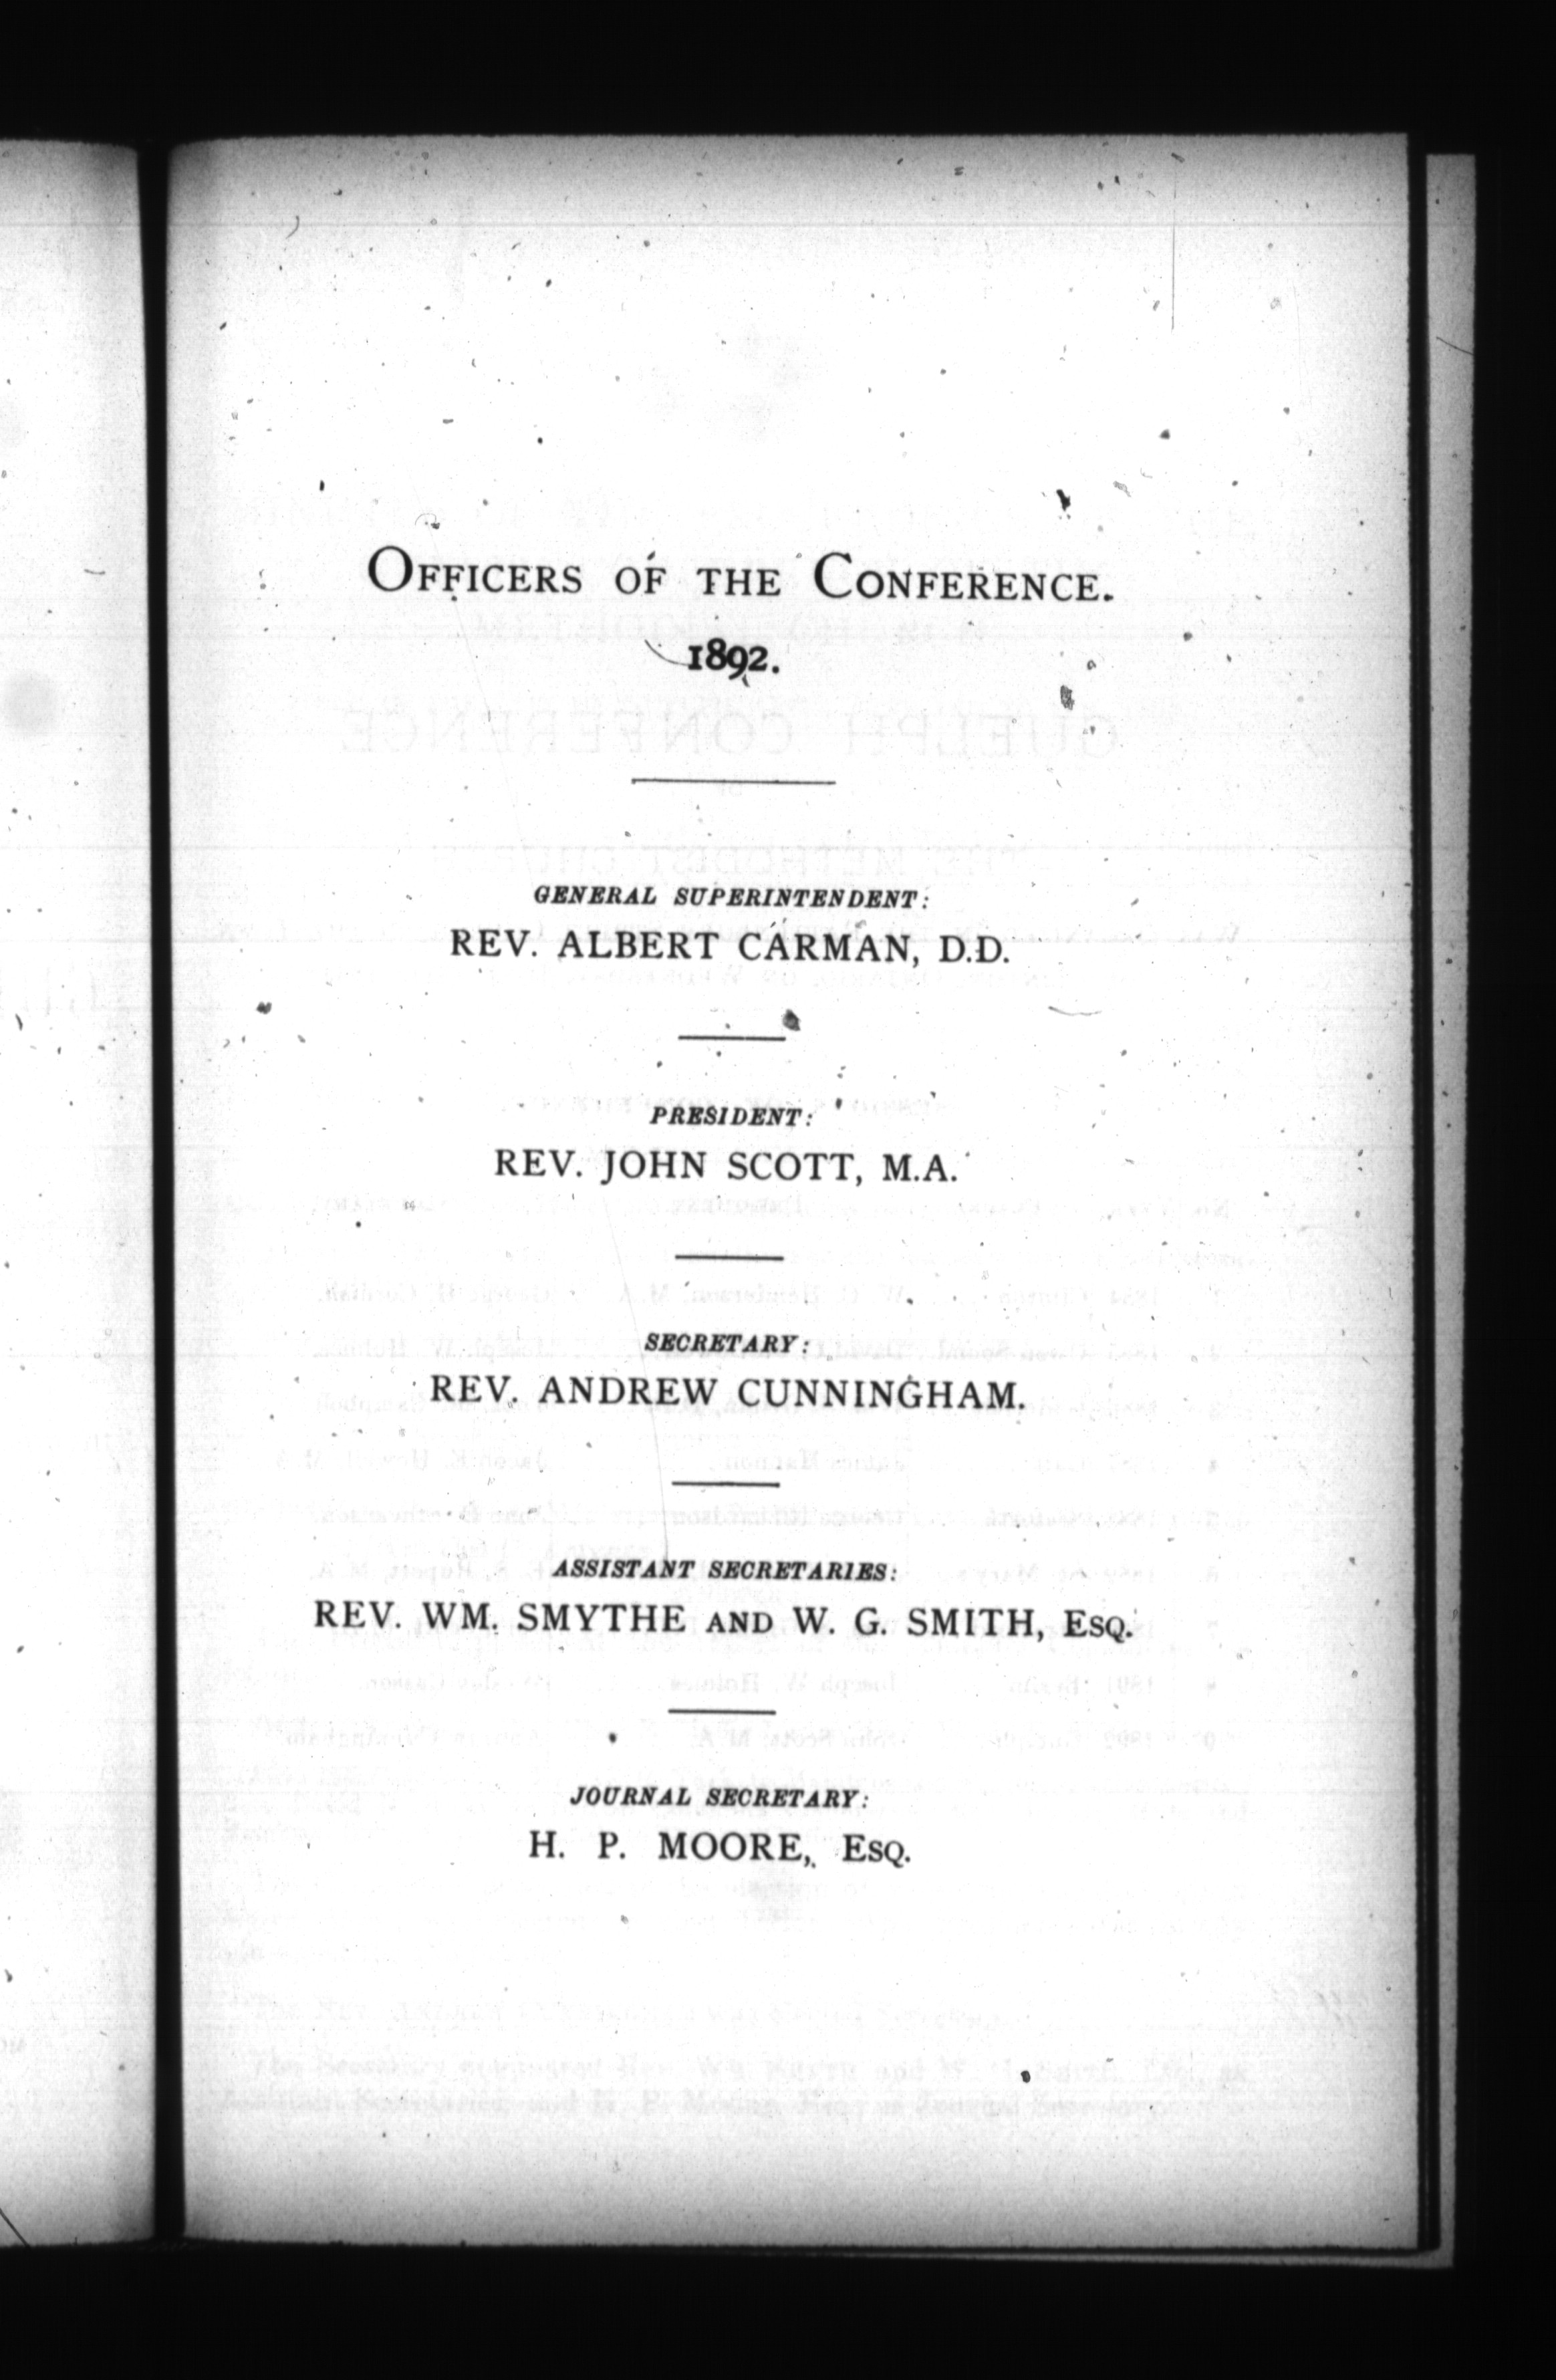 OFFICERS OF THE CONFERENCE.
1892.
GENERAL SUPERINTENDENT:
REV. ALBERT CARMAN, D.D.
PRESIDENT:
REV. JOHN SCOTT, M.A.
SECRETARY:
REV. ANDREW CUNNINGHAM.
ASSISTANT SECRETARIES:
REV. WM. SMYTHE AND W. G. SMITH, ESQ.
JOURNAL SECRETARY:
H. P. MOORE, ESQ.